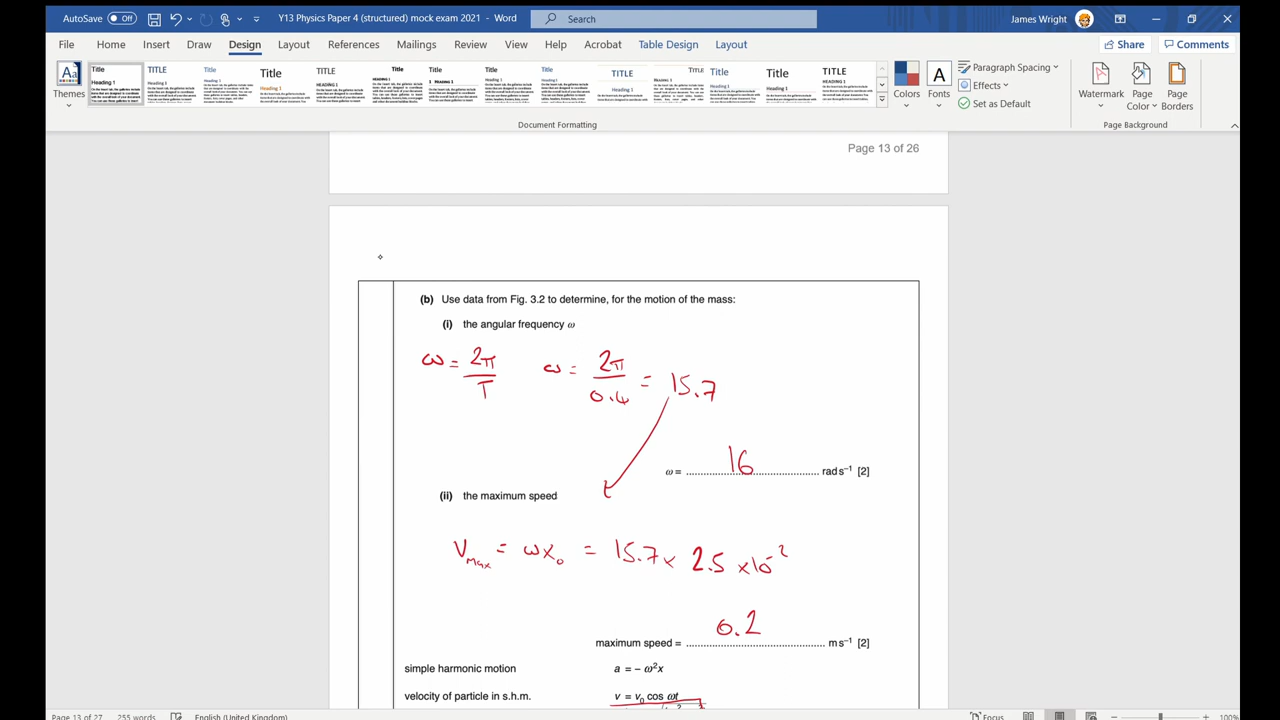 AutoSave Off Y13 Physics Paper 4 (structured) mock exam 2021 - Word Search James Wright
File Home Insert Draw Design Layout References Mailings Review View Help Acrobat Table Design Layout Share Comments
Themes
Colors
Fonts
Paragraph Spacing
Effects
Set as Default
Watermark
Page Color
Page Borders
Document Formatting
Page Background
Page 13 of 26
(b) Use data from Fig. 3.2 to determine, for the motion of the mass:
(i) the angular frequency ω
ω = 2π/T ω = 2π/0.4 = 15.7
ω = 16 rad s⁻¹ [2]
(ii) the maximum speed
Vmax = ωx₀ = 15.7 x 2.5 x10⁻²
maximum speed = 0.2 m s⁻¹ [2]
simple harmonic motion a = – ω²x
velocity of particle in s.h.m. v = v₀ cos ωt
Page 13 of 27 255 words English (United Kingdom) Focus 100%